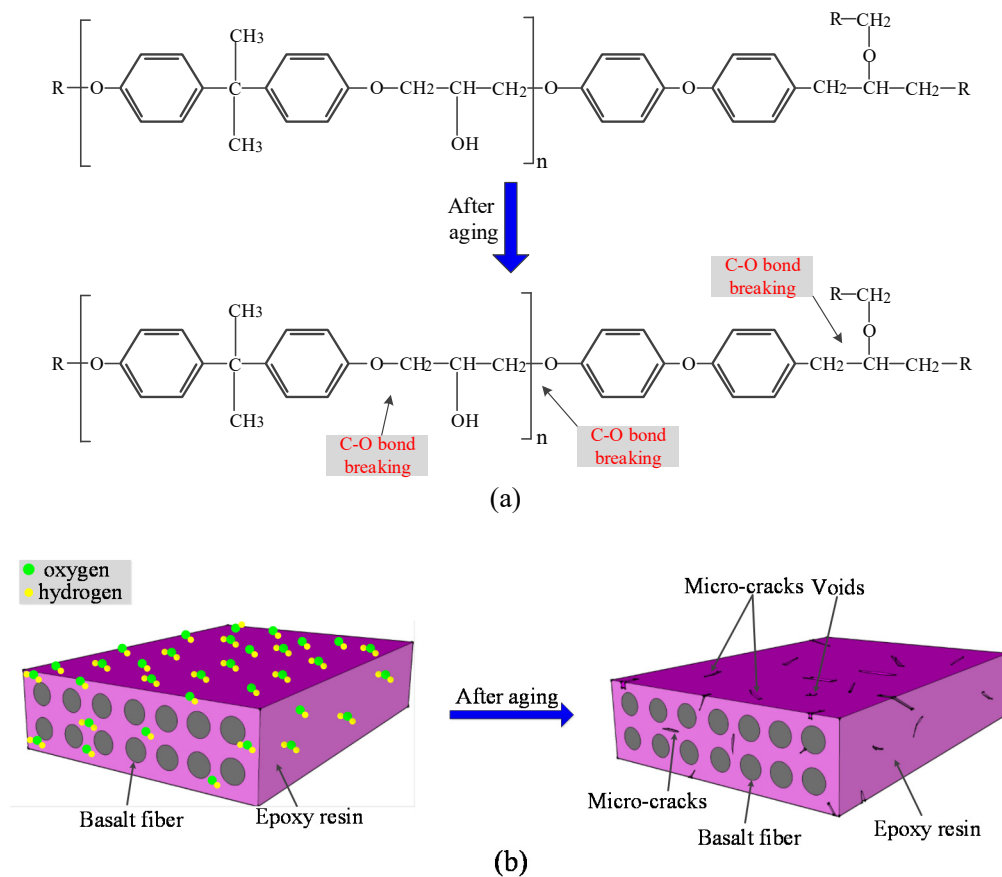 R—CH2
CH3
O
R—O
C
O—CH2—CH—CH2—O
O
CH2—CH—CH2—R
CH3
OH
n
After
aging
C-O bond
breaking
R—CH2
CH3
O
R—O
C
O—CH2—CH—CH2—O
O
CH2—CH—CH2—R
CH3
OH
n
C-O bond
breaking
C-O bond
breaking
(a)
oxygen
hydrogen
Basalt fiber
Epoxy resin
After aging
Micro-cracks
Voids
Micro-cracks
Basalt fiber
Epoxy resin
(b)